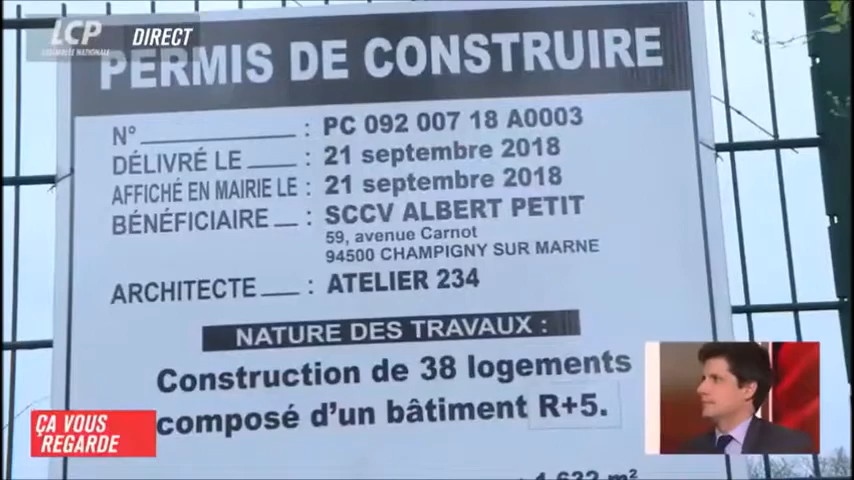 LCP
ASSEMBLÉE NATIONALE
DIRECT
PERMIS DE CONSTRUIRE
N° : PC 092 007 18 A0003
DÉLIVRÉ LE : 21 septembre 2018
AFFICHÉ EN MAIRIE LE : 21 septembre 2018
BÉNÉFICIAIRE : SCCV ALBERT PETIT
59, avenue Carnot
94500 CHAMPIGNY SUR MARNE
ARCHITECTE : ATELIER 234
NATURE DES TRAVAUX :
Construction de 38 logements
composé d'un bâtiment R+5.
ÇA VOUS
REGARDE